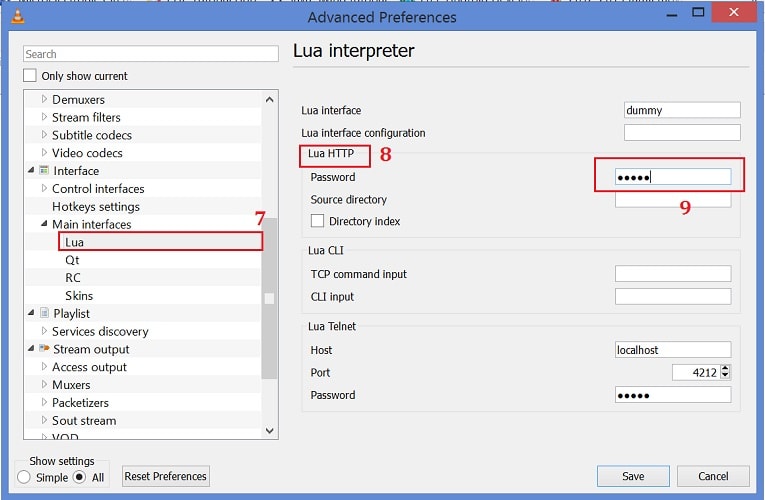 Advanced Preferences
Search
Only show current
Demuxers
Stream filters
Subtitle codecs
Video codecs
Interface
Control interfaces
Hotkeys settings
Main interfaces
7
Lua
Qt
RC
Skins
Playlist
Services discovery
Stream output
Access output
Muxers
Packetizers
Sout stream
VOD
Show settings
Simple
All
Reset Preferences
Lua interpreter
Lua interface
dummy
Lua interface configuration
Lua HTTP
8
Password
●●●●●
Source directory
9
Directory index
Lua CLI
TCP command input
CLI input
Lua Telnet
Host
localhost
Port
4212
Password
●●●●●
Save
Cancel